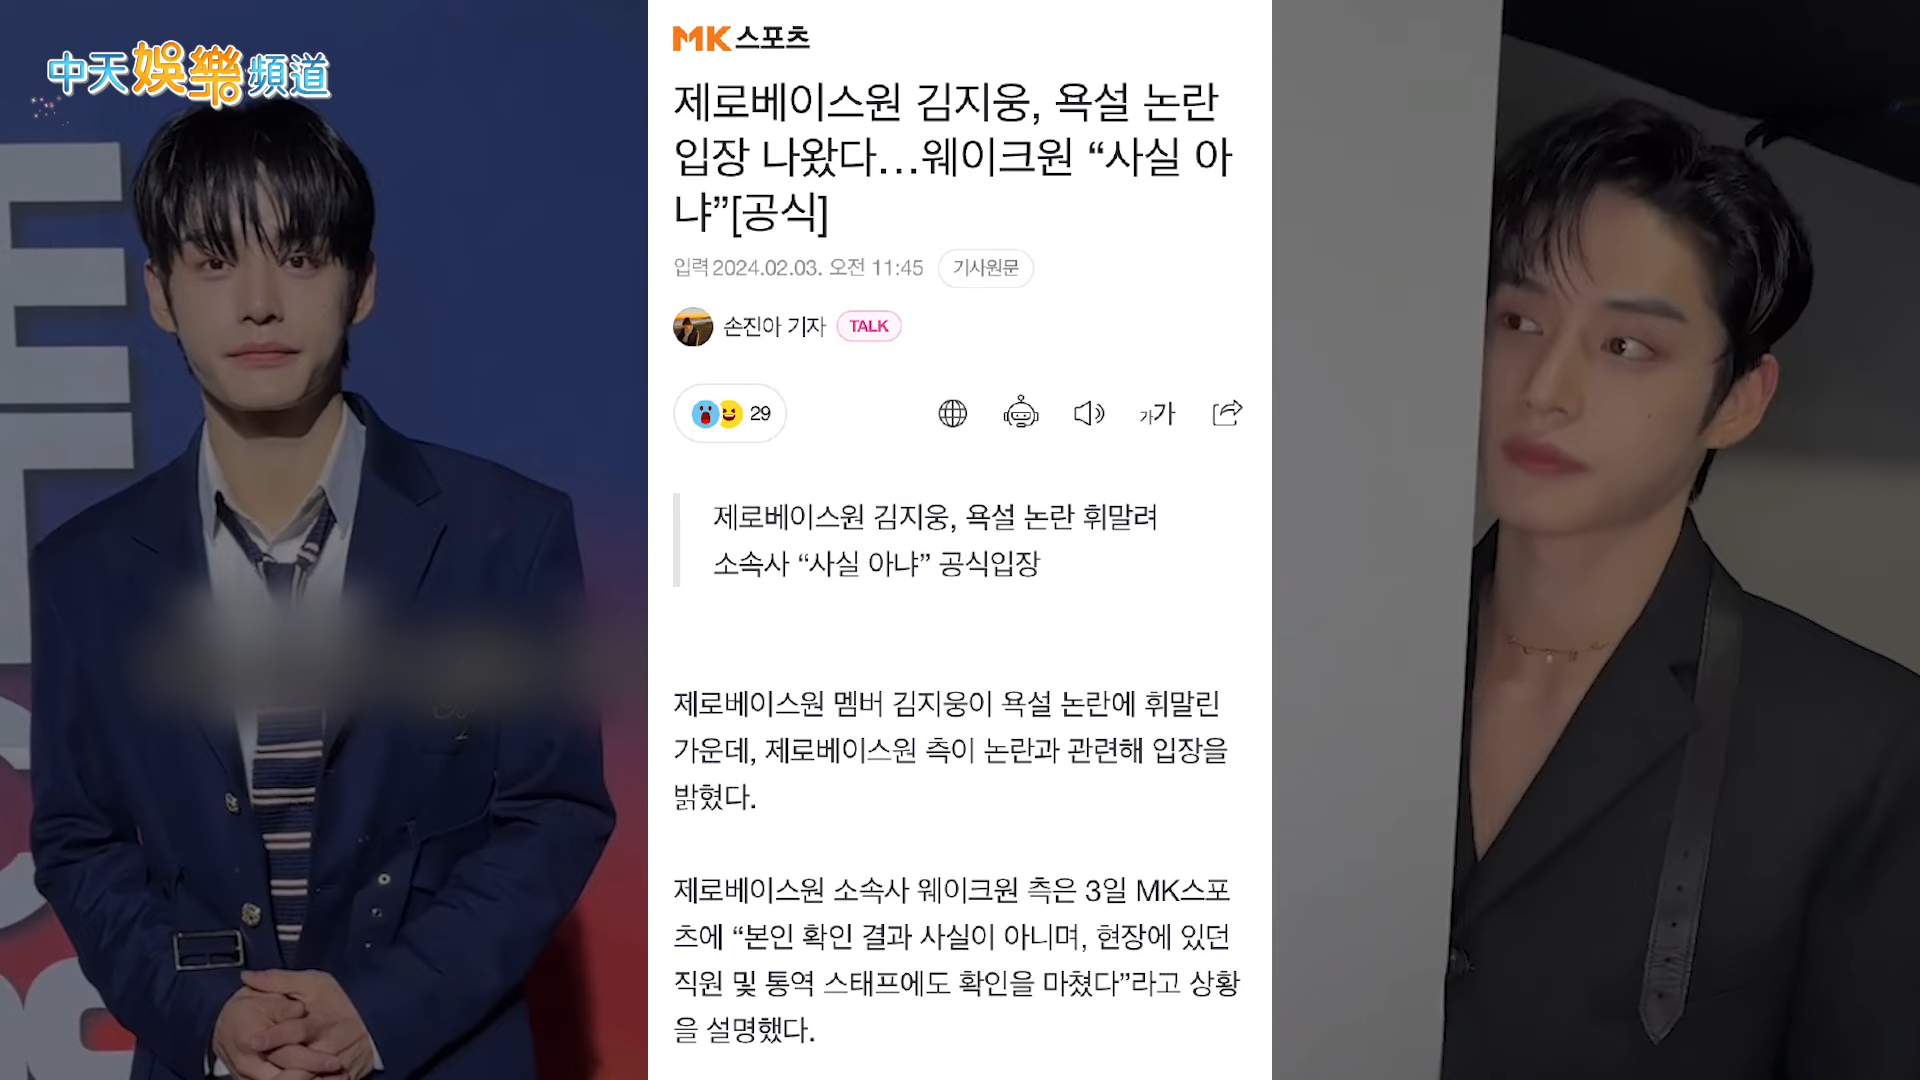 中天娛樂頻道
MK스포츠
제로베이스원 김지웅, 욕설 논란
입장 나왔다…웨이크원 “사실 아
냐”[공식]
입력 2024.02.03. 오전 11:45 기사원문
손진아 기자 TALK
29
가가
제로베이스원 김지웅, 욕설 논란 휘말려
소속사 “사실 아냐” 공식입장
제로베이스원 멤버 김지웅이 욕설 논란에 휘말린
가운데, 제로베이스원 측이 논란과 관련해 입장을
밝혔다.
제로베이스원 소속사 웨이크원 측은 3일 MK스포
츠에 “본인 확인 결과 사실이 아니며, 현장에 있던
직원 및 통역 스태프에도 확인을 마쳤다”라고 상황
을 설명했다.